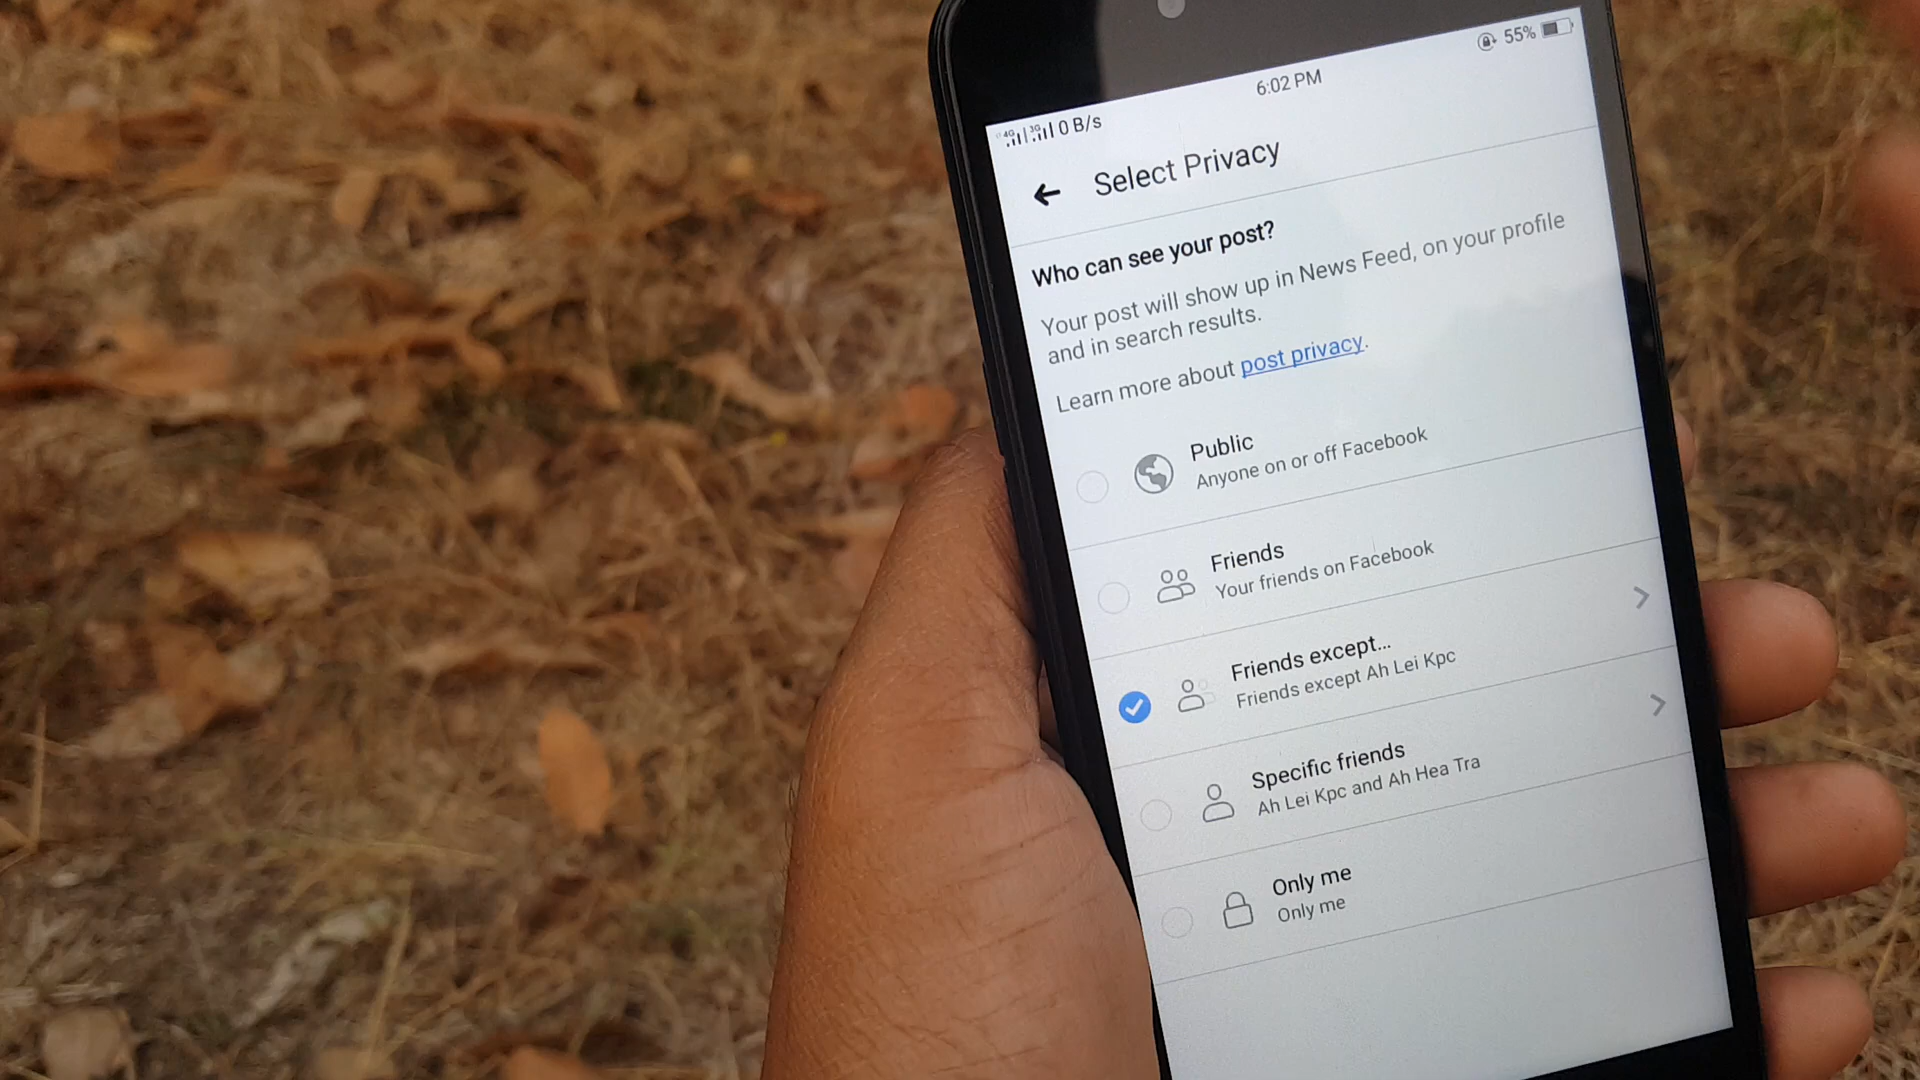 55%
6:02 PM
4G 3G 0 B/s
Select Privacy
Who can see your post?
Your post will show up in News Feed, on your profile
and in search results.
Learn more about post privacy.
Public
Anyone on or off Facebook
Friends
Your friends on Facebook
Friends except...
Friends except Ah Lei Kpc
Specific friends
Ah Lei Kpc and Ah Hea Tra
Only me
Only me